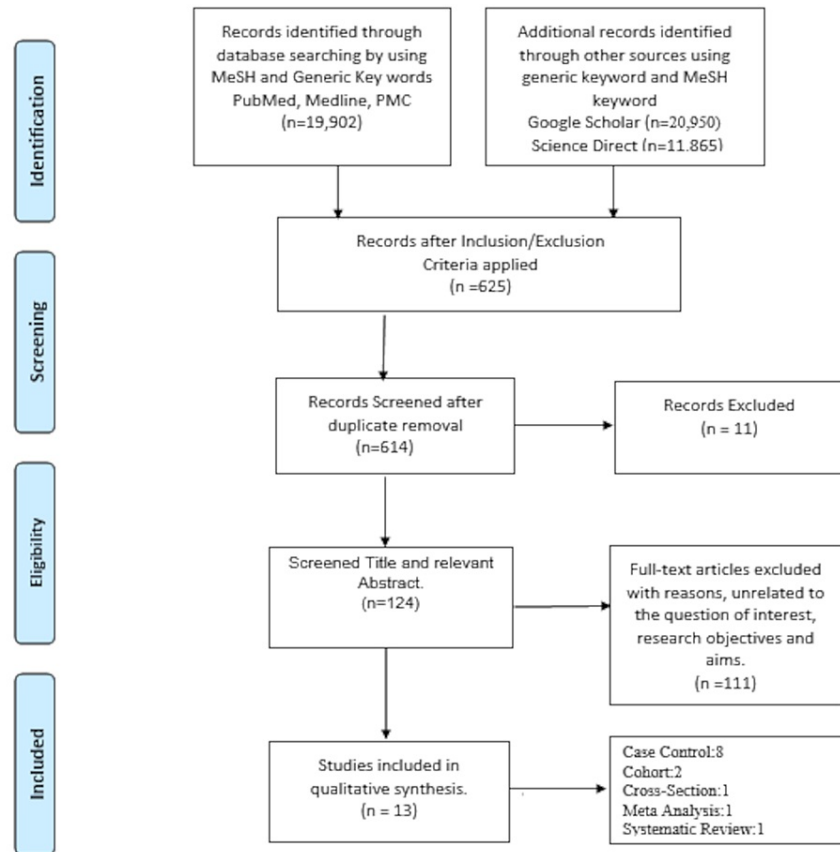 Identification
Records identified through
database searching by using
MeSH and Generic Key words
PubMed, Medline, PMC
(n=19,902)
Additional records identified
through other sources using
generic keyword and MeSH
keyword
Google Scholar (n=20,950)
Science Direct (n=11.865)
Screening
Records after Inclusion/Exclusion
Criteria applied
(n =625)
Records Screened after
duplicate removal
(n=614)
Records Excluded
(n = 11)
Eligibility
Screened Title and relevant
Abstract.
(n=124)
Full-text articles excluded
with reasons, unrelated to
the question of interest,
research objectives and
aims.
(n =111)
Included
Studies included in
qualitative synthesis.
(n = 13)
Case Control:8
Cohort:2
Cross-Section:1
Meta Analysis:1
Systematic Review:1